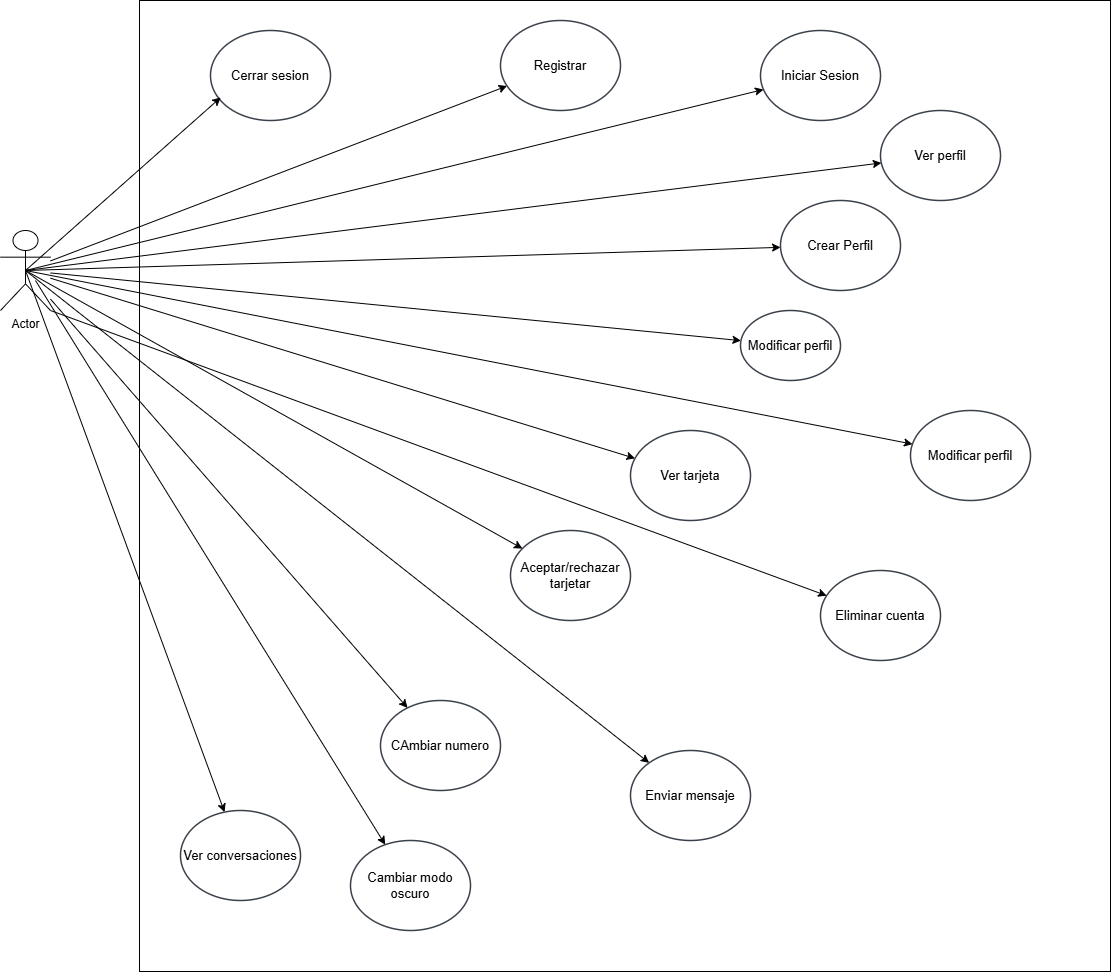 Cerrar sesion
Registrar
Iniciar Sesion
Ver perfil
Crear Perfil
Actor
Modificar perfil
Modificar perfil
Ver tarjeta
Aceptar/rechazar
tarjetar
Eliminar cuenta
CAmbiar numero
Enviar mensaje
Ver conversaciones
Cambiar modo
oscuro